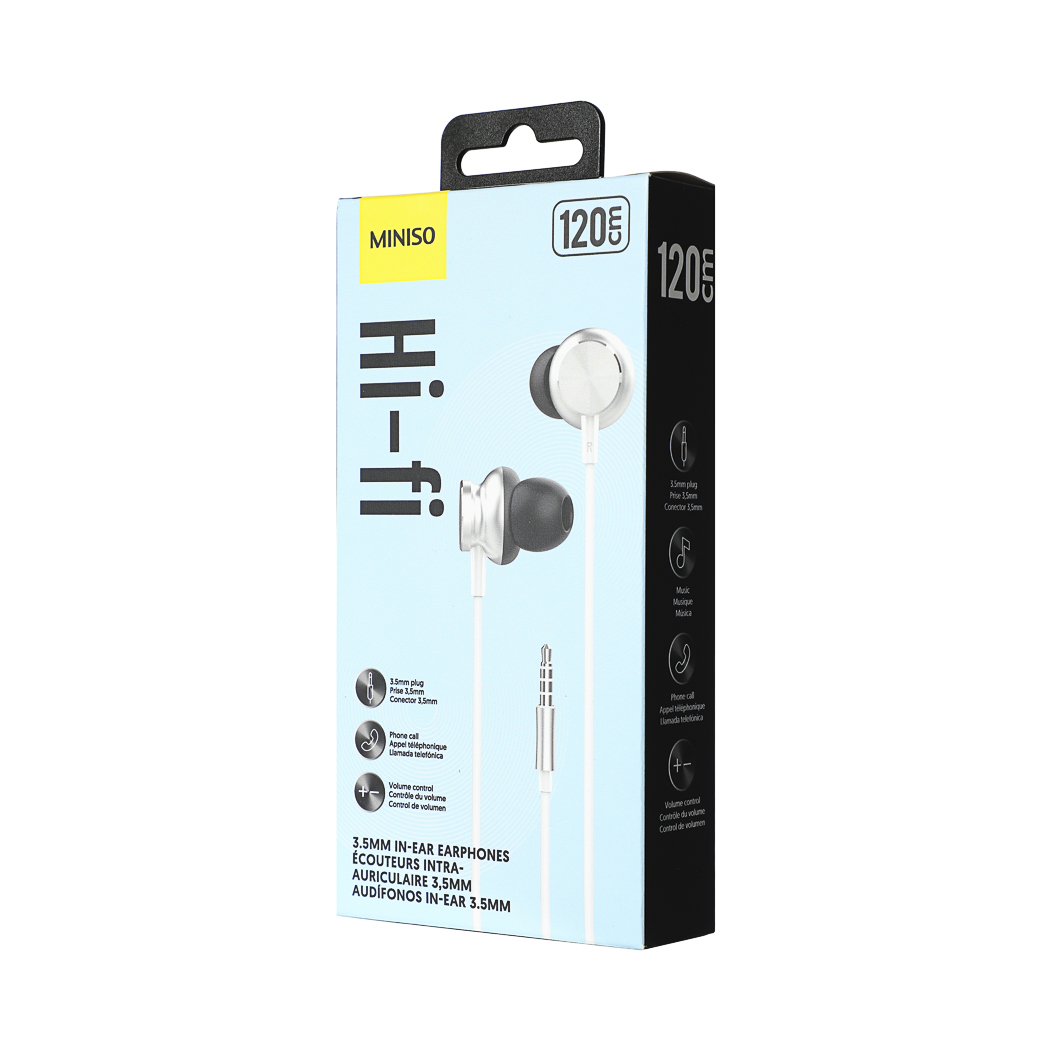 MINISO
120cm
Hi-fi
3.5mm plug
Prise 3,5mm
Conector 3,5mm
Phone call
Appel téléphonique
Llamada telefónica
Volume control
Contrôle du volume
Control de volumen
3.5MM IN-EAR EARPHONES
ÉCOUTEURS INTRA-
AURICULAIRE 3,5MM
AUDÍFONOS IN-EAR 3.5MM
120cm
3.5mm plug
Prise 3,5mm
Conector 3,5mm
Music
Musique
Música
Phone call
Appel téléphonique
Llamada telefónica
Volume control
Contrôle du volume
Control de volumen